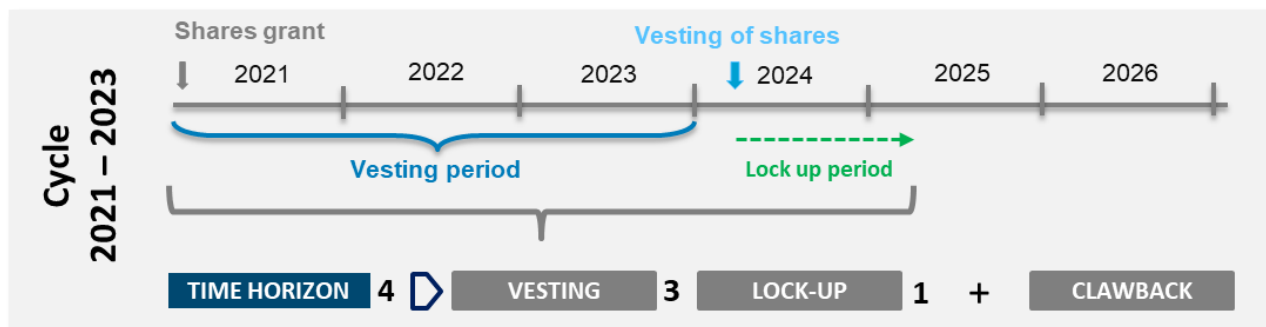 Shares grant
Vesting of shares
2021
2022
2023
2024
2025
2026
Cycle
2021 – 2023
Vesting period
Lock up period
TIME HORIZON 4 VESTING 3 LOCK-UP 1 + CLAWBACK